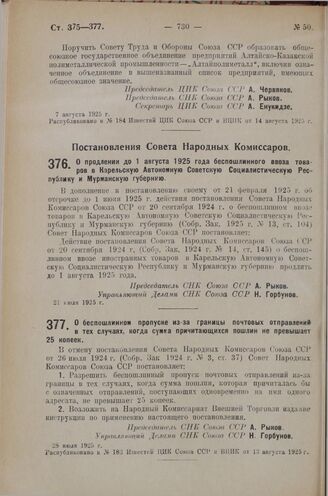 Ст. 375—377. — 730 — № 50.
Поручить Совету Труда и Обороны Союза ССР образовать обще-
союзное государственное объединение предприятий Алтайско-Казакской
полиметаллической промышленности—„Алтайполиметалл“, включив означенное
объединение в вышеназванный список предприятий, имеющих
общесоюзное значение.
Председатель ЦИК Союза ССР А. Червяков.
Председатель СНК Союза ССР А. Рыков.
Секретарь ЦИК Союза ССР А. Енукидзе.
7 августа 1925 г.
Распубликовано в № 184 Известий ЦИК Союза ССР и ВЦИК от 14 августа 1925 г.
Постановления Совета Народных Комиссаров.
376. О продлении до 1 августа 1925 года беспошлинного ввоза това-
ров в Карельскую Автономную Советскую Социалистическую Рес-
публику и Мурманскую губернию.
В дополнение к постановлению своему от 21 февраля 1925 г. об
отсрочке до 1 июня 1925 г. действия постановления Совета Народных
Комиссаров Союза ССР от 20 сентября 1924 г. о беспошлинном ввозе
товаров в Карельскую Автономную Советскую Социалистическую Рес-
публику и Мурманскую губернию (Собр. Зак. 1925 г. № 13, ст. 104)
Совет Народных Комиссаров Союза ССР постановляет:
Действие постановления Совета Народных Комиссаров Союза ССР
от 20 сентября 1924 г. (Собр. Зак. 1924 г. № 14, ст. 145) о беспош-
линном ввозе иностранных товаров в Карельскую Автономную Совет-
скую Социалистическую Республику и Мурманскую губернию продлить
до 1 августа 1925 года.
Председатель СНК Союза ССР А. Рыков.
Управляющий Делами СНК Союза ССР Н. Горбунов.
21 июля 1925 г.
377. О беспошлинном пропуске из-за границы почтовых отправлений
в тех случаях, когда сумма причитающихся пошлин не превышает
25 копеек.
В отмену постановления Совета Народных Комиссаров Союза ССР
от 26 июля 1924 г. (Собр. Зак 1924 г. № 3, ст. 37) Совет Народных
Комиссаров Союза ССР постановляет:
1. Разрешить беспошлинный пропуск почтовых отправлений из-за
границы в тех случаях, когда сумма пошлин, которая причиталась бы
с означенных отправлений, поступающих одновременно на имя одного
адресата, не превышает 25 копеек.
2. Возложить на Народный Комиссариат Внешней Торговли издание
инструкции по применению настоящего постановления.
Председатель СНК Союза ССР А. Рыков.
Управляющий Делами СНК Союза ССР Н. Горбунов.
28 июля 1925 г.
Распубликовано в № 183 Известий ЦИК Союза ССР и ВЦИК от 13 августа 1925 г.